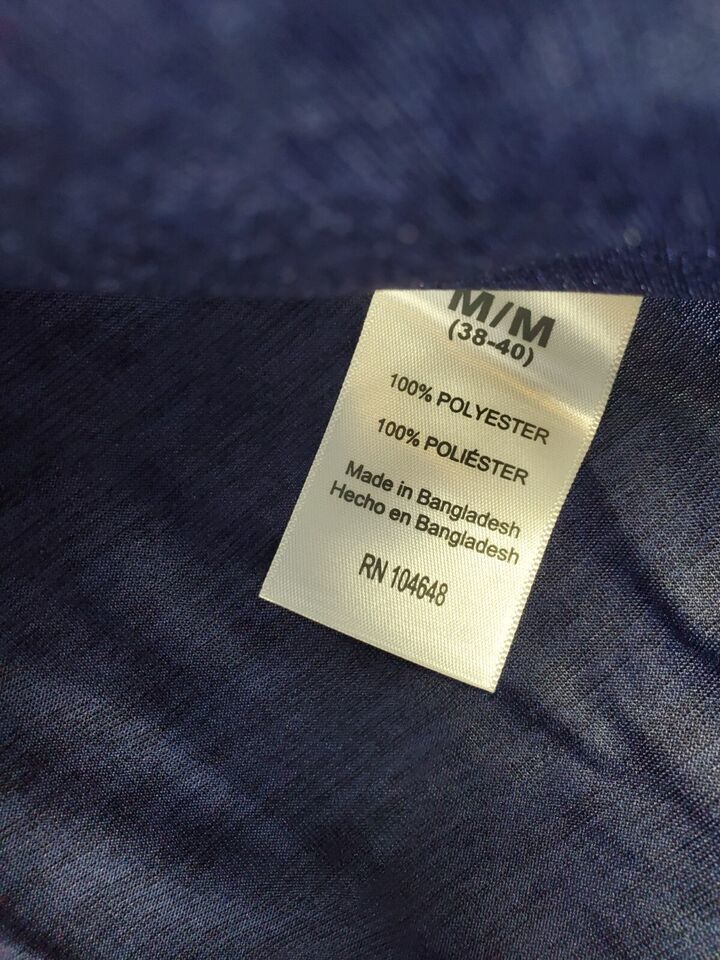 M/M
(38-40)
100% POLYESTER
100% POLIÉSTER
Made in Bangladesh
Hecho en Bangladesh
RN 104648